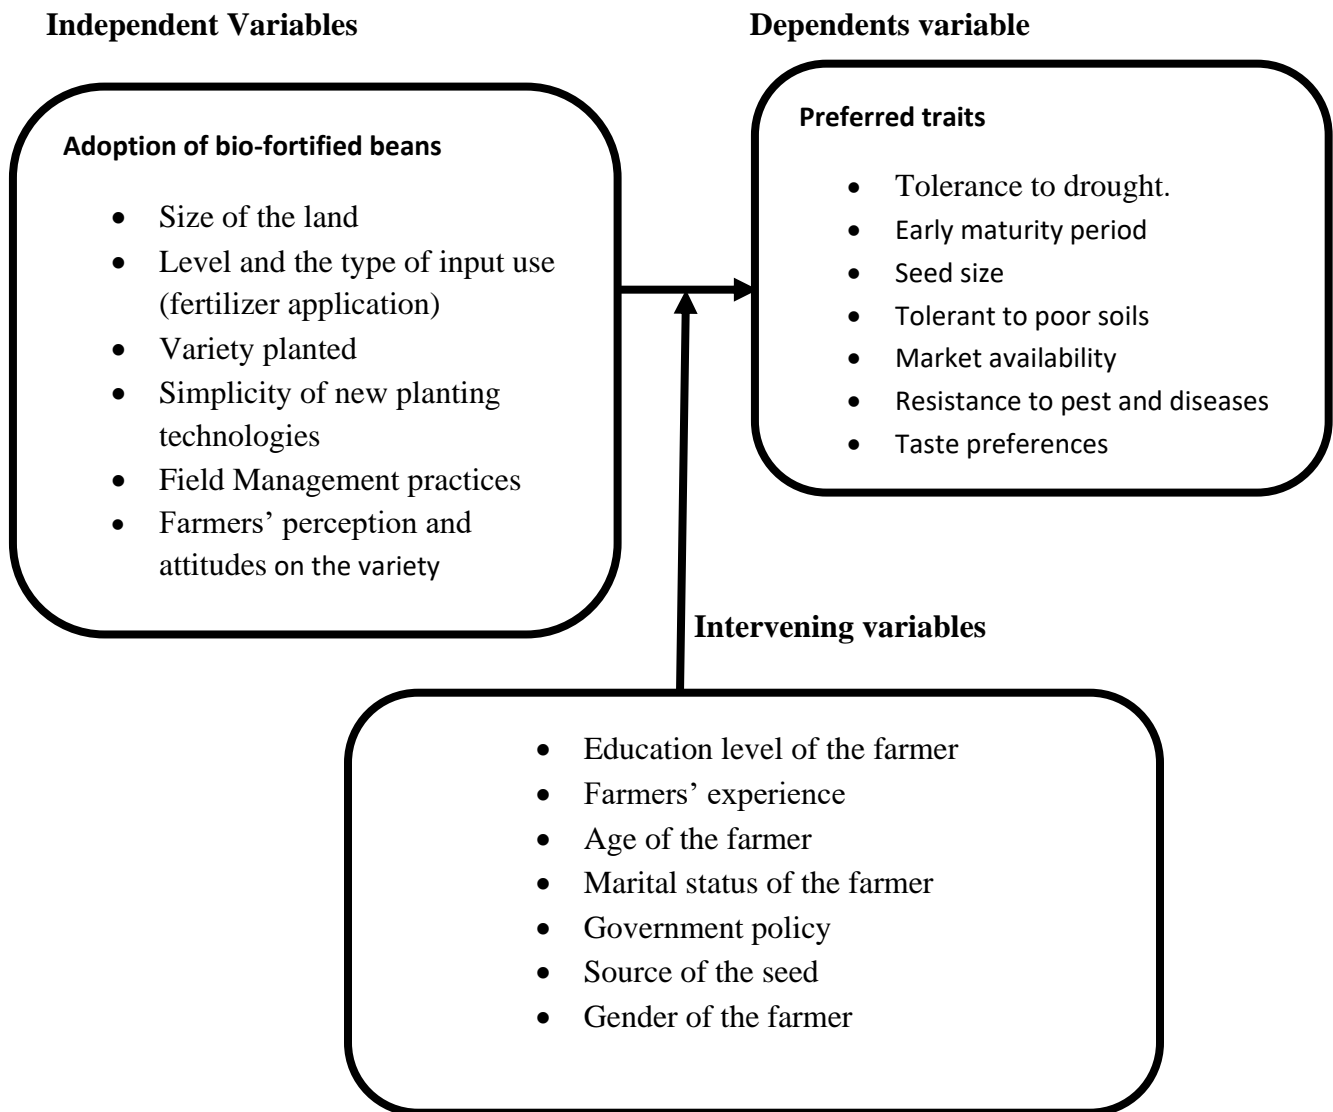 Independent Variables
Dependents variable
Adoption of bio-fortified beans
• Size of the land
• Level and the type of input use
(fertilizer application)
• Variety planted
• Simplicity of new planting
technologies
• Field Management practices
• Farmers’ perception and
attitudes on the variety
Preferred traits
• Tolerance to drought.
• Early maturity period
• Seed size
• Tolerant to poor soils
• Market availability
• Resistance to pest and diseases
• Taste preferences
Intervening variables
• Education level of the farmer
• Farmers’ experience
• Age of the farmer
• Marital status of the farmer
• Government policy
• Source of the seed
• Gender of the farmer